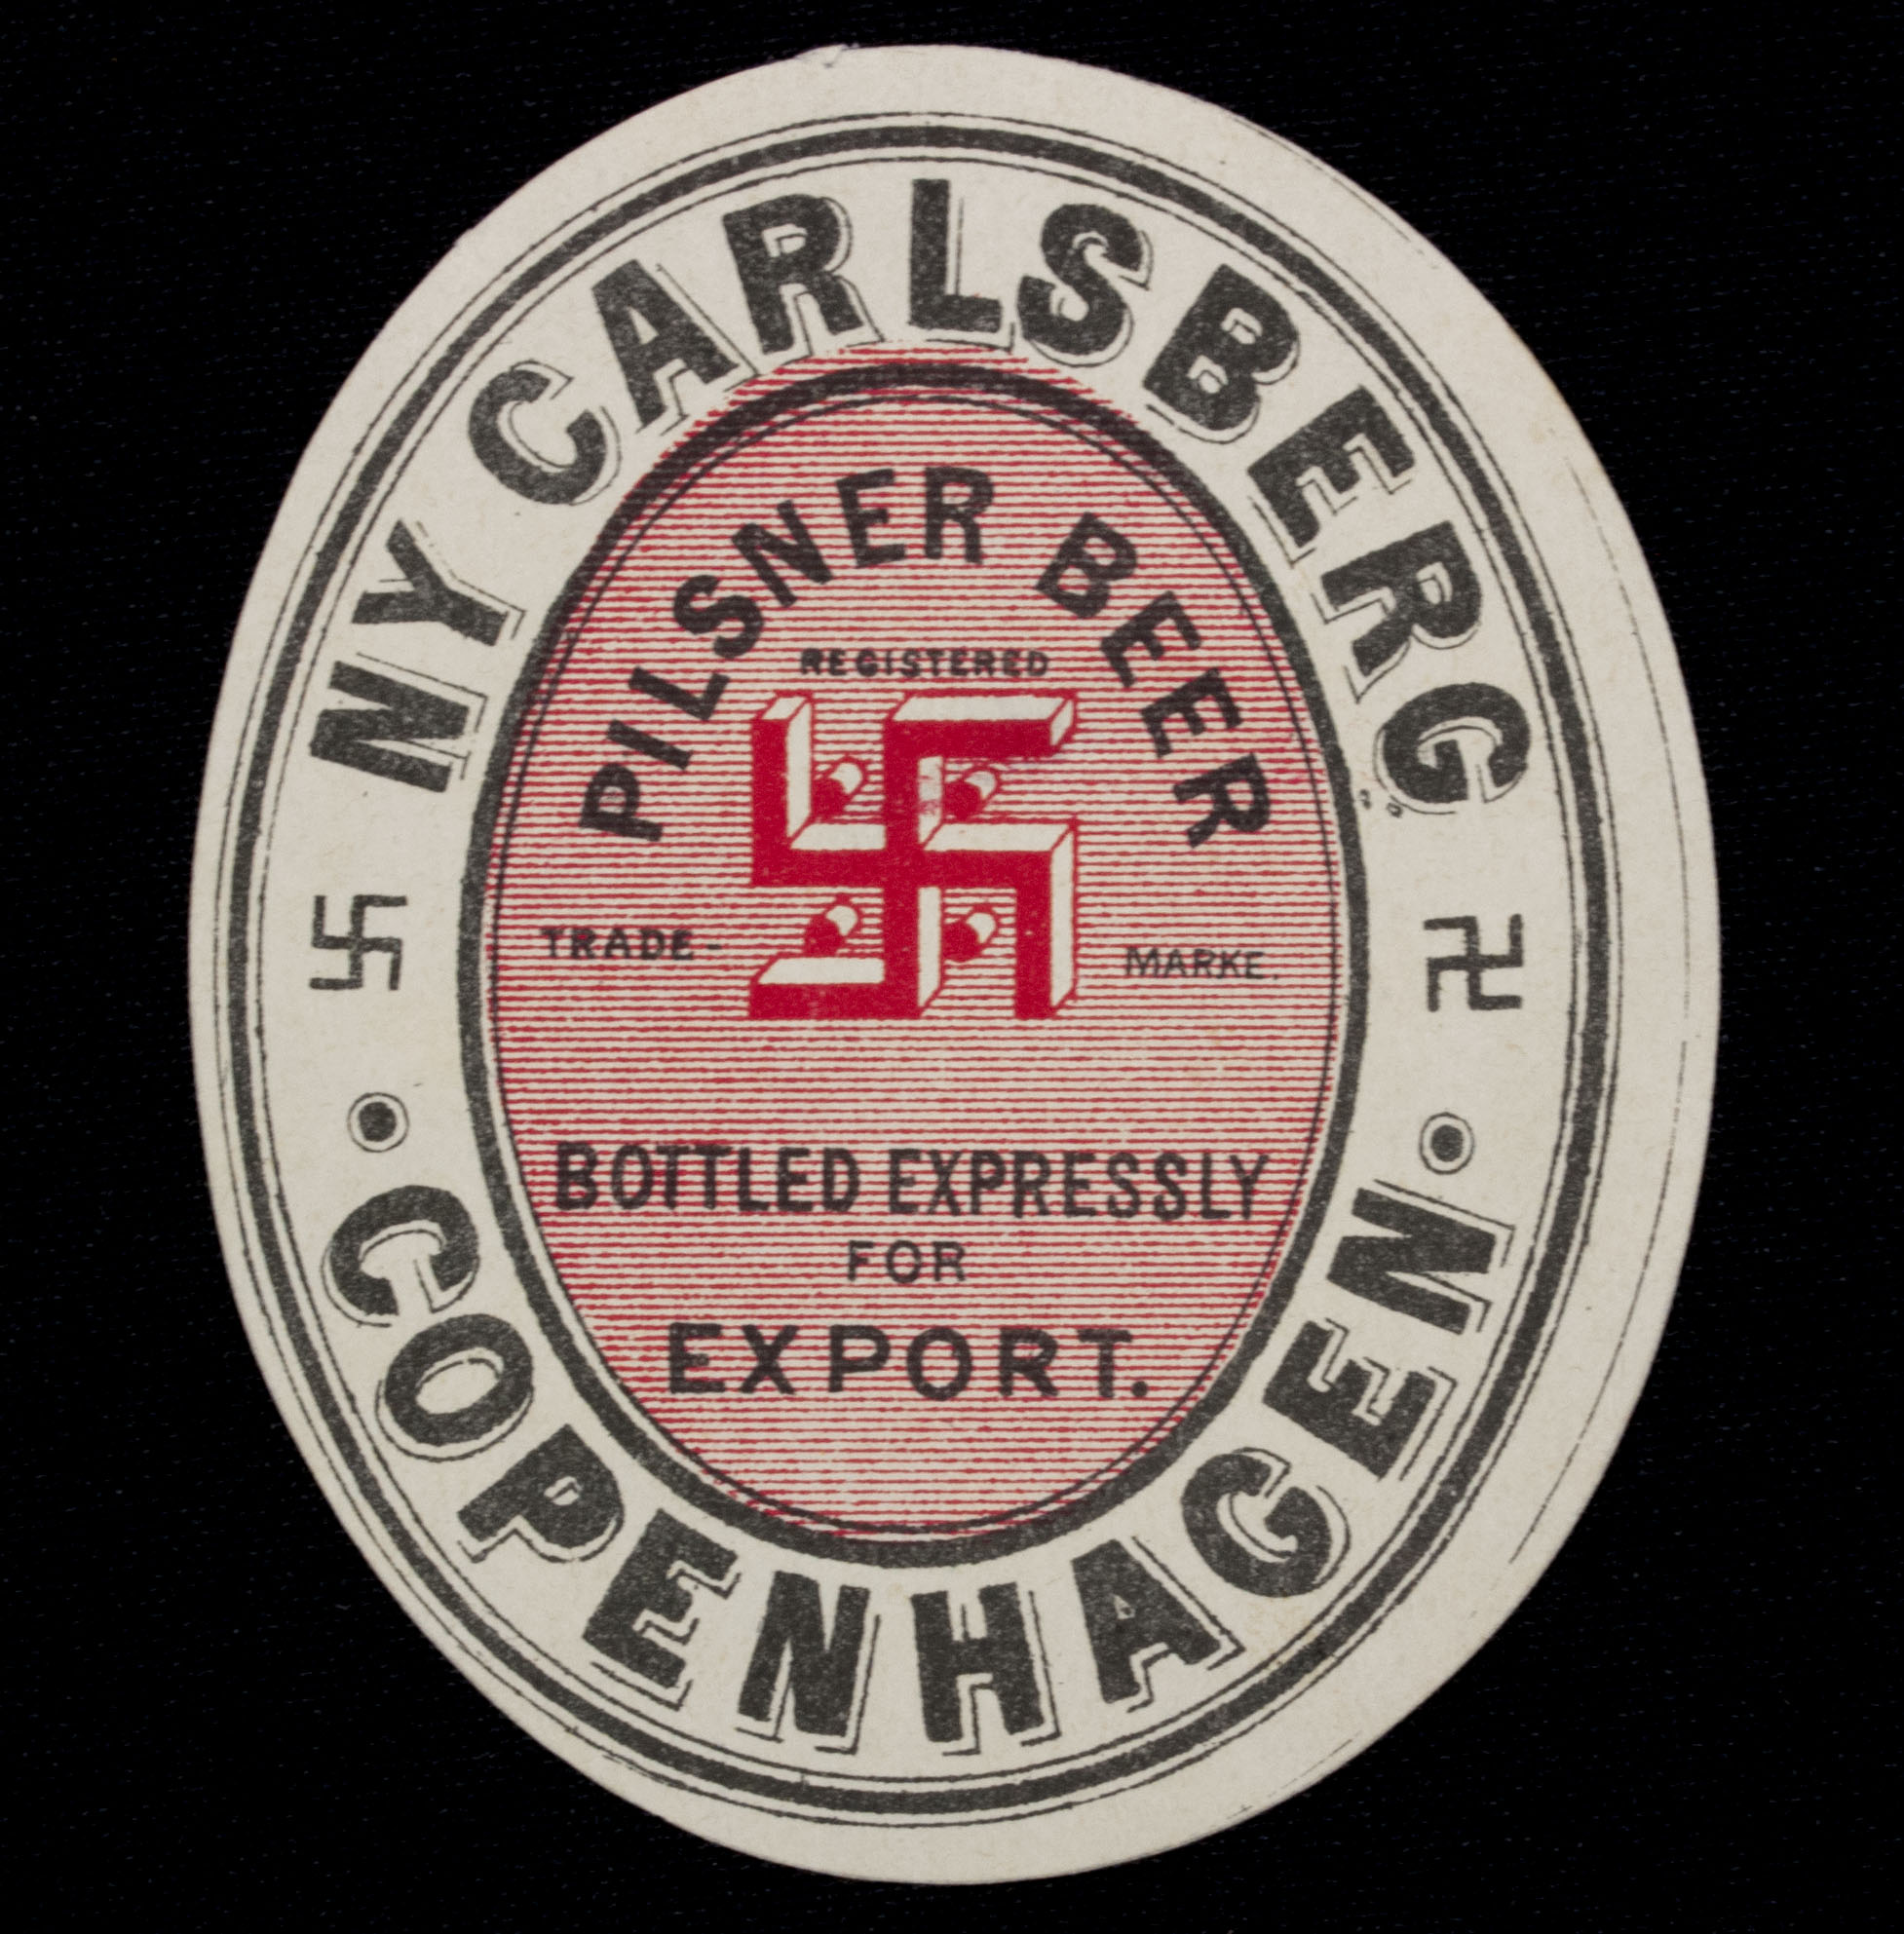 NY CARLSBERG
PILSNER BEER
REGISTERED
TRADE- MARKE.
BOTTLED EXPRESSLY
FOR
EXPORT.
COPENHAGEN